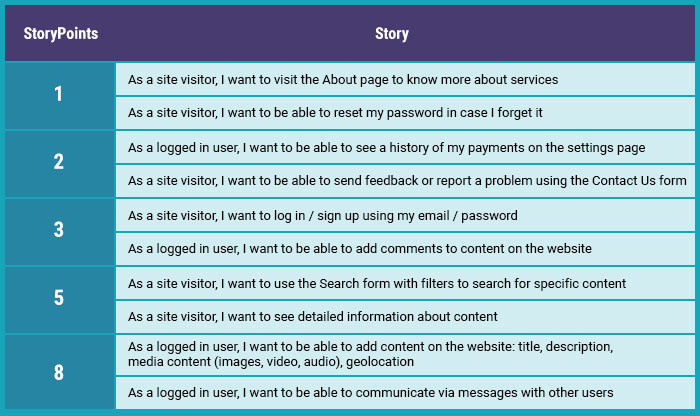 StoryPoints Story
1
As a site visitor, I want to visit the About page to know more about services
As a site visitor, I want to be able to reset my password in case I forget it
2
As a logged in user, I want to be able to see a history of my payments on the settings page
As a site visitor, I want to be able to send feedback or report a problem using the Contact Us form
3
As a site visitor, I want to log in / sign up using my email / password
As a logged in user, I want to be able to add comments to content on the website
5
As a site visitor, I want to use the Search form with filters to search for specific content
As a site visitor, I want to see detailed information about content
8
As a logged in user, I want to be able to add content on the website: title, description,
media content (images, video, audio), geolocation
As a logged in user, I want to be able to communicate via messages with other users